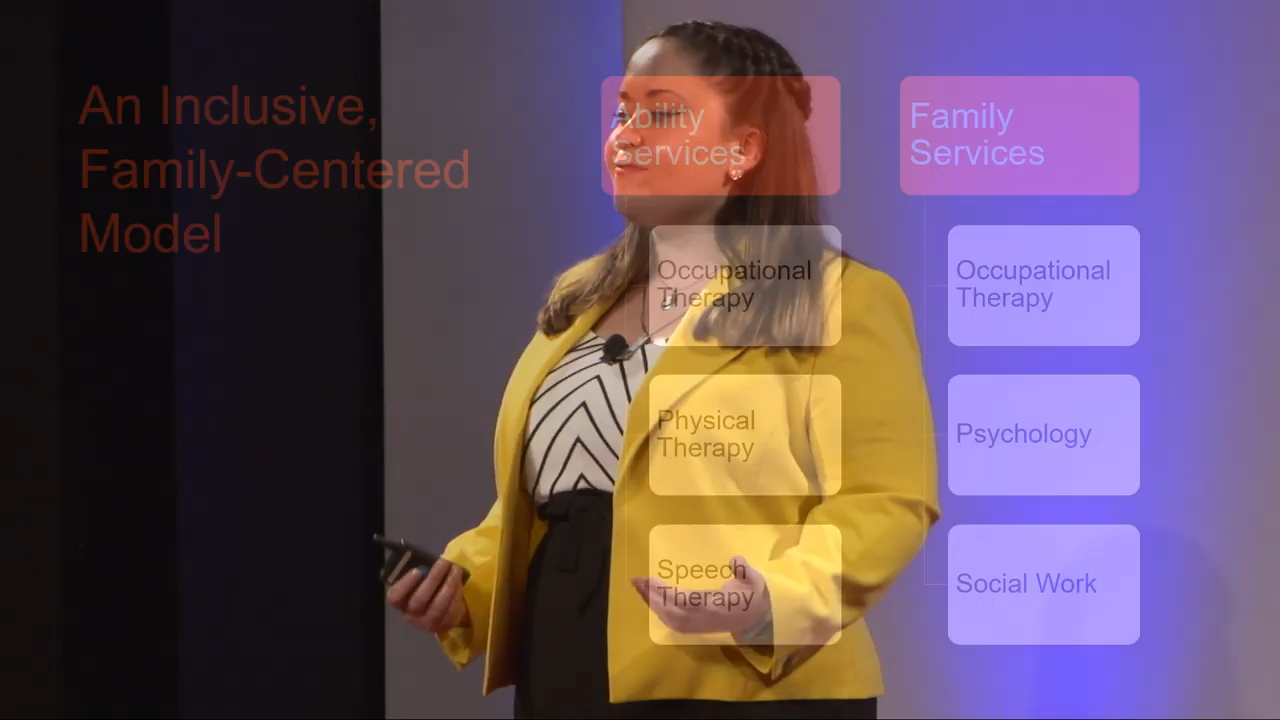 An Inclusive,
Family-Centered
Model
Ability
Services
Occupational
Therapy
Physical
Therapy
Speech
Therapy
Family
Services
Occupational
Therapy
Psychology
Social Work